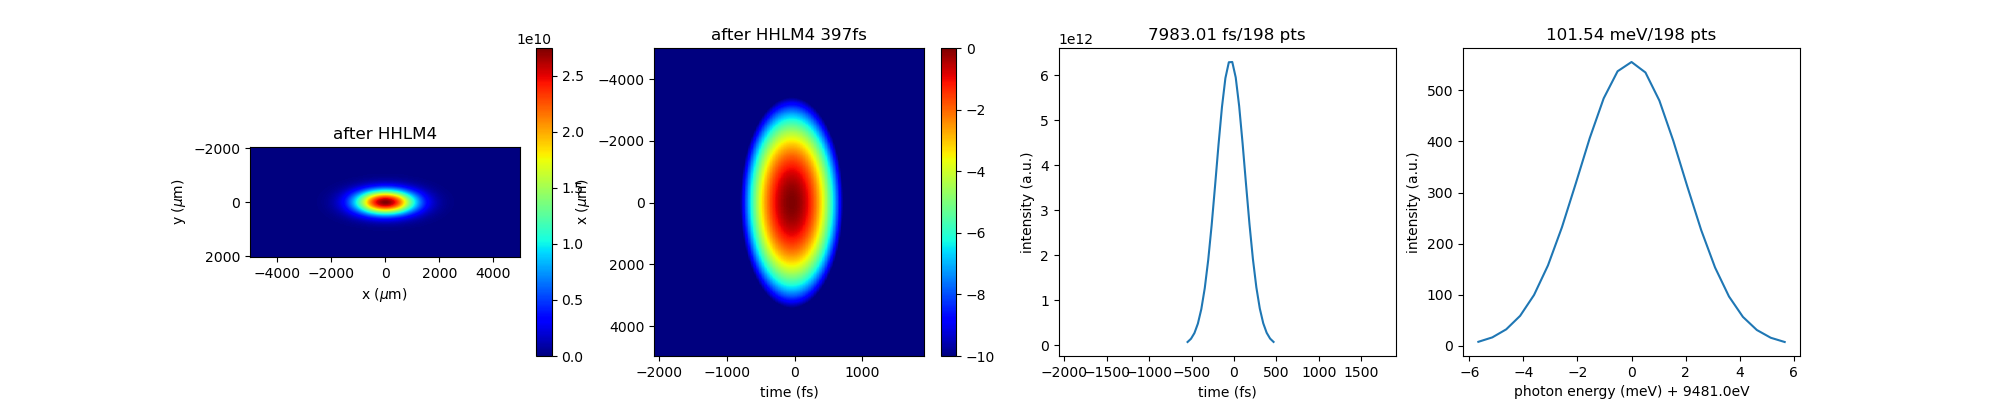 after HHLM4
1e10
y (μm)
−2000
0
2000
−4000 −2000 0 2000 4000
x (μm)
2.5
2.0
1.5
1.0
0.5
0.0
after HHLM4 397fs
x (μm)
−4000
−2000
0
2000
4000
−2000 −1000 0 1000
time (fs)
0
−2
−4
−6
−8
−10
7983.01 fs/198 pts
1e12
intensity (a.u.)
6
5
4
3
2
1
0
−2000 −1500 −1000 −500 0 500 1000 1500
time (fs)
101.54 meV/198 pts
intensity (a.u.)
500
400
300
200
100
0
−6 −4 −2 0 2 4 6
photon energy (meV) + 9481.0eV